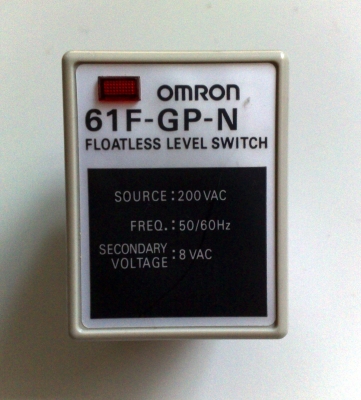 OMRON
61F-GP-N
FLOATLESS LEVEL SWITCH
SOURCE : 200 VAC
FREQ. : 50/60Hz
SECONDARY
VOLTAGE : 8 VAC